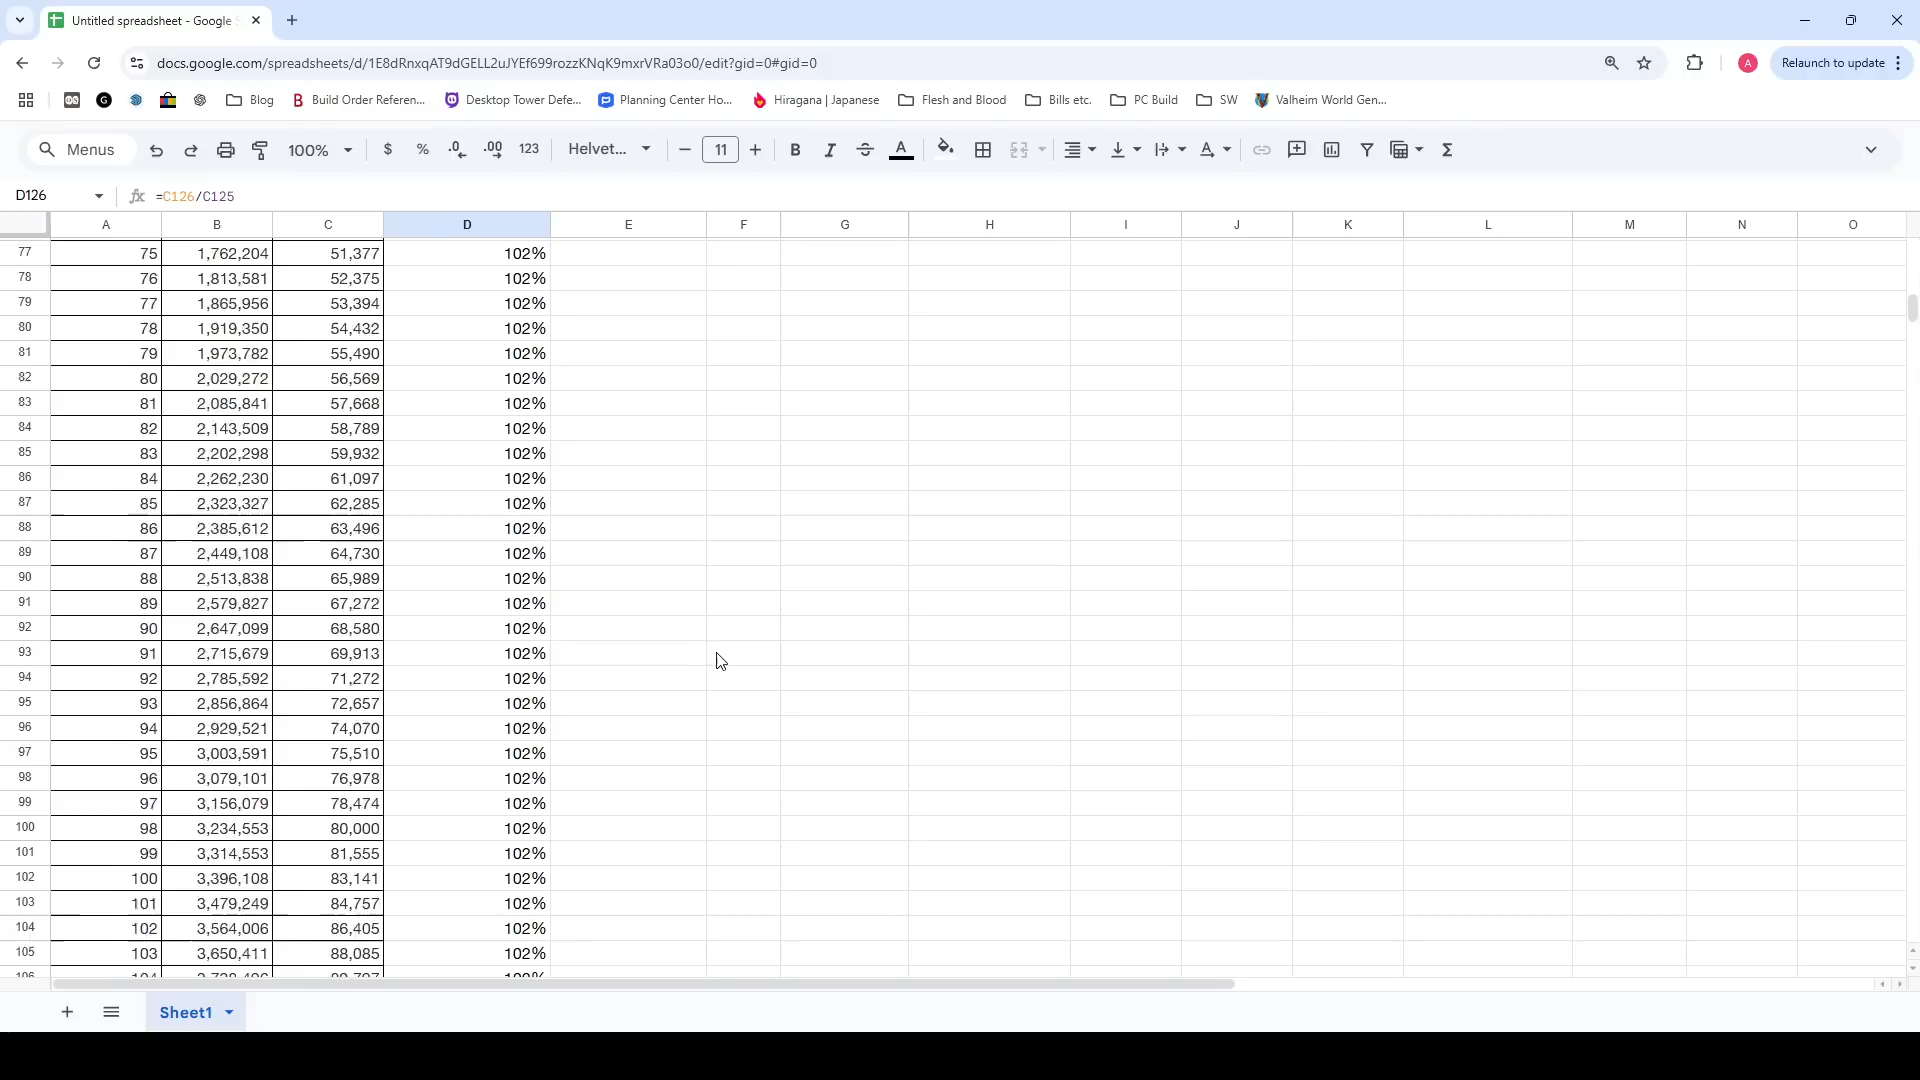 Untitled spreadsheet - Google S
docs.google.com/spreadsheets/d/1E8dRnxqAT9dGELL2uJYEf699rozzKNqK9mxrVRa03o0/edit?gid=0#gid=0
A
Relaunch to update
Blog
Build Order Referen...
Desktop Tower Defe...
Planning Center Ho...
Hiragana | Japanese
Flesh and Blood
Bills etc.
PC Build
SW
Valheim World Gen...
Menus
100%
$ % .0 .00 123
Helvet...
11
B I S A
D126
fx =C126/C125
A B C D E F G H I J K L M N O
77 75 1,762,204 51,377 102%
78 76 1,813,581 52,375 102%
79 77 1,865,956 53,394 102%
80 78 1,919,350 54,432 102%
81 79 1,973,782 55,490 102%
82 80 2,029,272 56,569 102%
83 81 2,085,841 57,668 102%
84 82 2,143,509 58,789 102%
85 83 2,202,298 59,932 102%
86 84 2,262,230 61,097 102%
87 85 2,323,327 62,285 102%
88 86 2,385,612 63,496 102%
89 87 2,449,108 64,730 102%
90 88 2,513,838 65,989 102%
91 89 2,579,827 67,272 102%
92 90 2,647,099 68,580 102%
93 91 2,715,679 69,913 102%
94 92 2,785,592 71,272 102%
95 93 2,856,864 72,657 102%
96 94 2,929,521 74,070 102%
97 95 3,003,591 75,510 102%
98 96 3,079,101 76,978 102%
99 97 3,156,079 78,474 102%
100 98 3,234,553 80,000 102%
101 99 3,314,553 81,555 102%
102 100 3,396,108 83,141 102%
103 101 3,479,249 84,757 102%
104 102 3,564,006 86,405 102%
105 103 3,650,411 88,085 102%
Sheet1